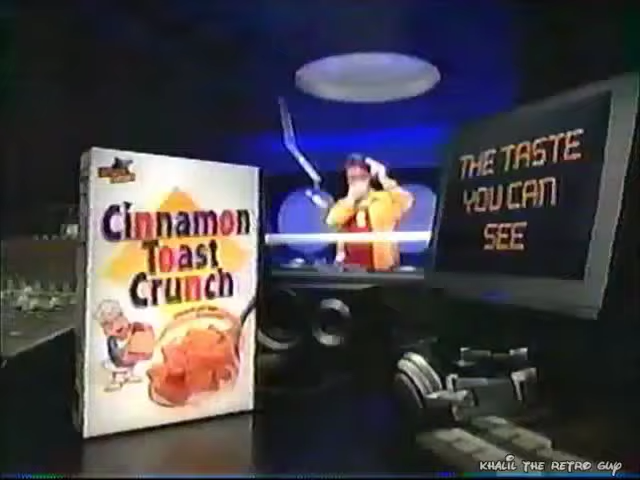 Cinnamon
Toast
Crunch
THE TASTE
YOU CAN
SEE
KHALIL THE RETRO GUY